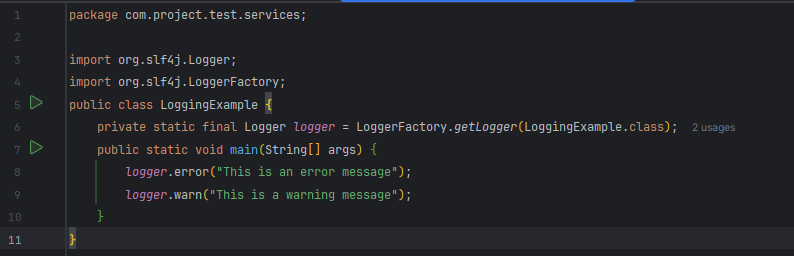 1 package com.project.test.services;
2
3 import org.slf4j.Logger;
4 import org.slf4j.LoggerFactory;
5 public class LoggingExample {
6 private static final Logger logger = LoggerFactory.getLogger(LoggingExample.class); 2 usages
7 public static void main(String[] args) {
8 logger.error("This is an error message");
9 logger.warn("This is a warning message");
10 }
11 }